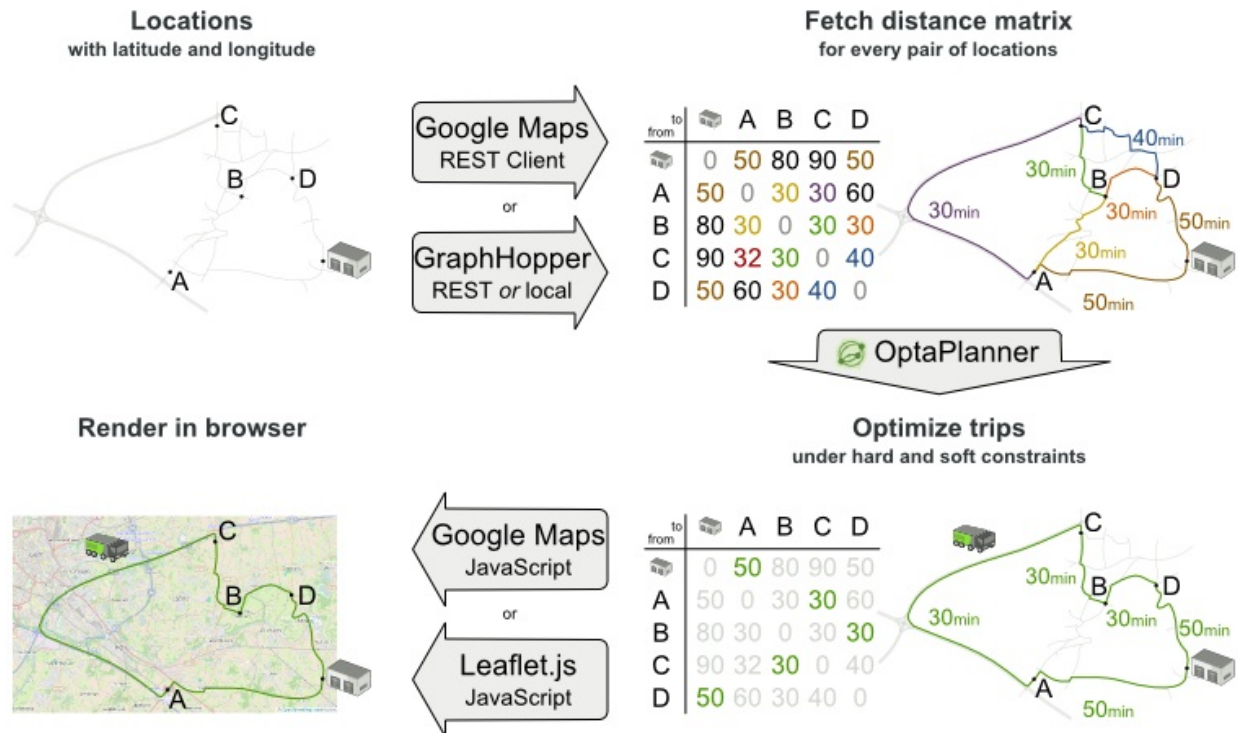 Locations
with latitude and longitude
C
B
D
A
Google Maps
REST Client
or
GraphHopper
REST or local
Fetch distance matrix
for every pair of locations
to
from
A B C D
0 50 80 90 50
A 50 0 30 30 60
B 80 30 0 30 30
C 90 32 30 0 40
D 50 60 30 40 0
C
40min
30min
B
D
30min
30min
50min
30min
A
50min
OptaPlanner
Render in browser
C
B
D
A
Google Maps
JavaScript
or
Leaflet.js
JavaScript
Optimize trips
under hard and soft constraints
to
from
A B C D
0 50 80 90 50
A 50 0 30 30 60
B 80 30 0 30 30
C 90 32 30 0 40
D 50 60 30 40 0
C
30min
B
D
30min
30min
50min
A
50min